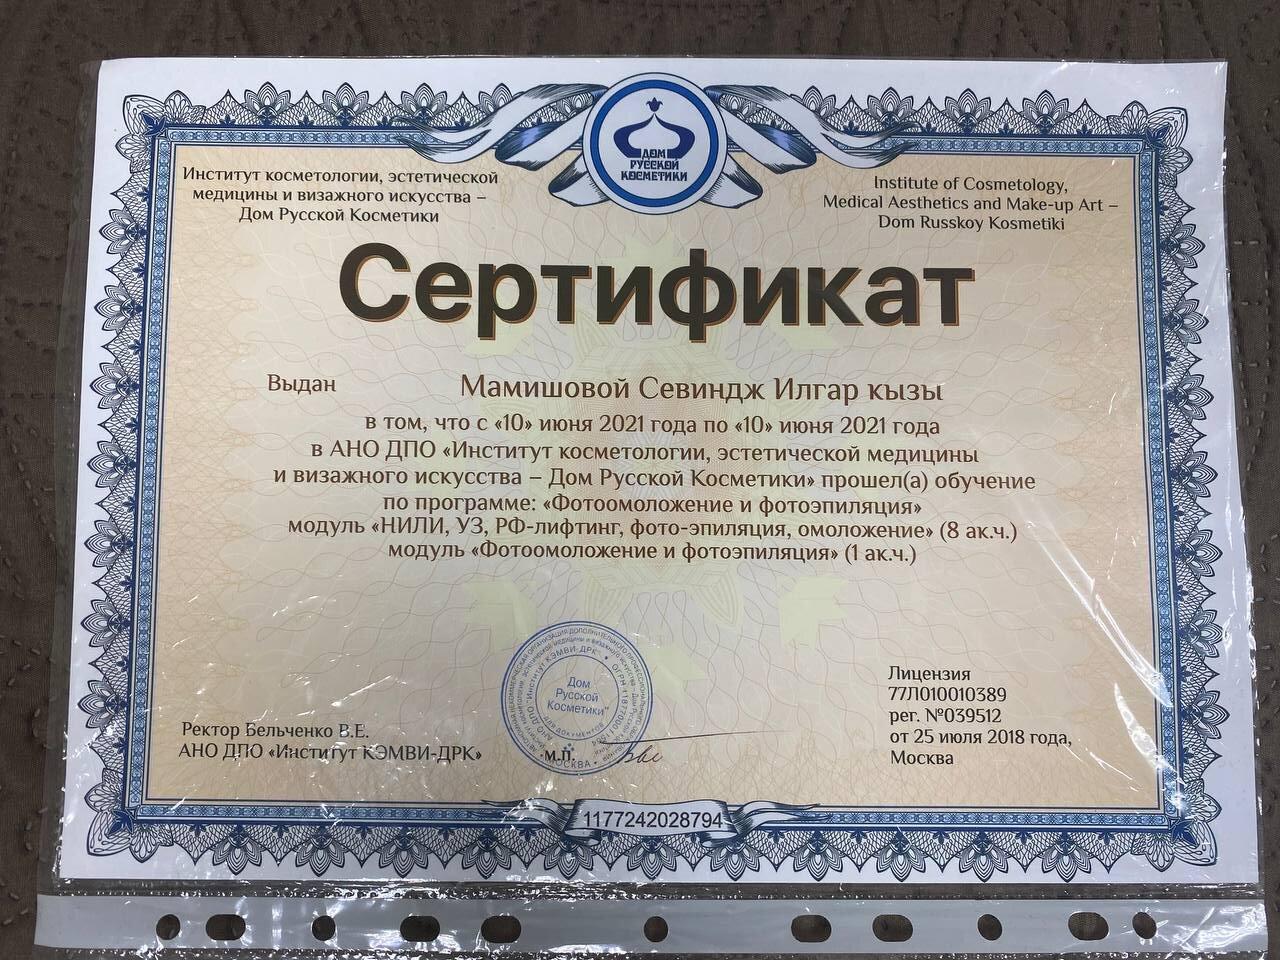 ДОМ
РУССКОЙ
КОСМЕТИКИ
Институт косметологии, эстетической
медицины и визажного искусства –
Дом Русской Косметики
Institute of Cosmetology,
Medical Aesthetics and Make-up Art –
Dom Russkoy Kosmetiki
Сертификат
Выдан Мамишовой Севиндж Илгар кызы
в том, что с «10» июня 2021 года по «10» июня 2021 года
в АНО ДПО «Институт косметологии, эстетической медицины
и визажного искусства – Дом Русской Косметики» прошел(а) обучение
по программе: «Фотоомоложение и фотоэпиляция»
модуль «НИЛИ, УЗ, РФ-лифтинг, фото-эпиляция, омоложение» (8 ак.ч.)
модуль «Фотоомоложение и фотоэпиляция» (1 ак.ч.)
Дом
Русской
Косметики"
М.П.
МОСКВА
Ректор Бельченко В.Е.
АНО ДПО «Институт КЭМВИ-ДРК»
Лицензия
77Л010010389
рег. №039512
от 25 июля 2018 года,
Москва
1177242028794